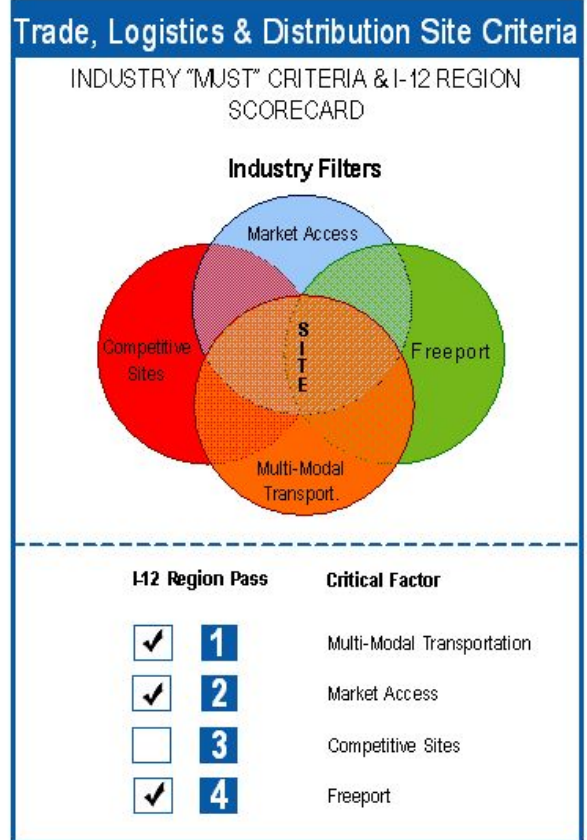 Trade, Logistics & Distribution Site Criteria
INDUSTRY "MUST" CRITERIA & I-12 REGION
SCORECARD
Industry Filters
Market Access
Competitive
Sites
Freeport
S
I
T
E
Multi-Modal
Transport.
I-12 Region Pass Critical Factor
1 Multi-Modal Transportation
2 Market Access
3 Competitive Sites
4 Freeport